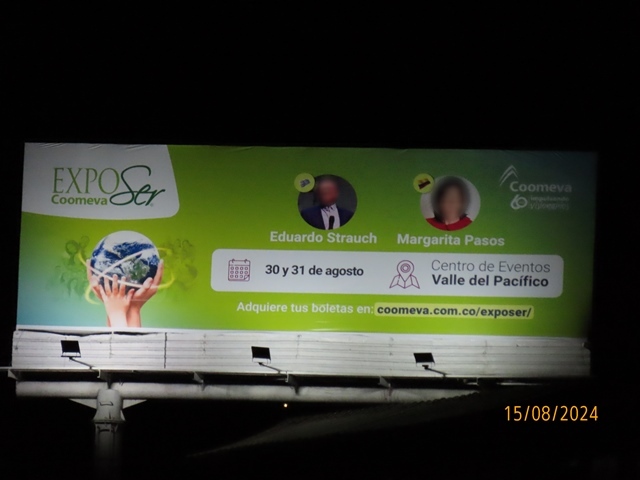 EXPO Ser
Coomeva
Coomeva
60
Eduardo Strauch
Margarita Pasos
30 y 31 de agosto
Centro de Eventos
Valle del Pacífico
Adquiere tus boletas en: coomeva.com.co/exposer/
15/08/2024